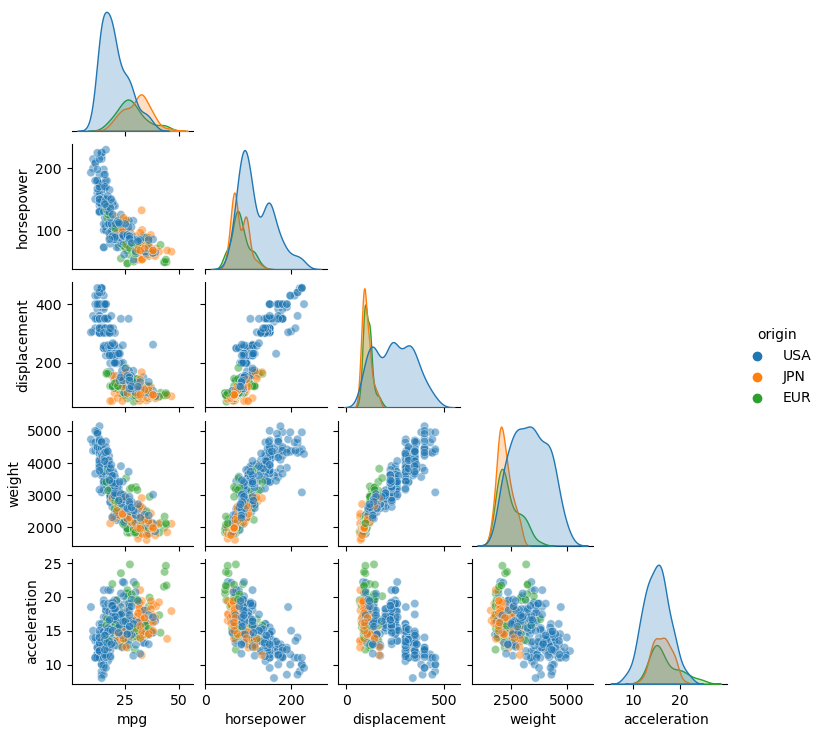 horsepower
200
100
displacement
400
200
origin
USA
JPN
EUR
weight
5000
4000
3000
2000
acceleration
25
20
15
10
25 50 0 200 0 500 2500 5000 10 20
mpg horsepower displacement weight acceleration